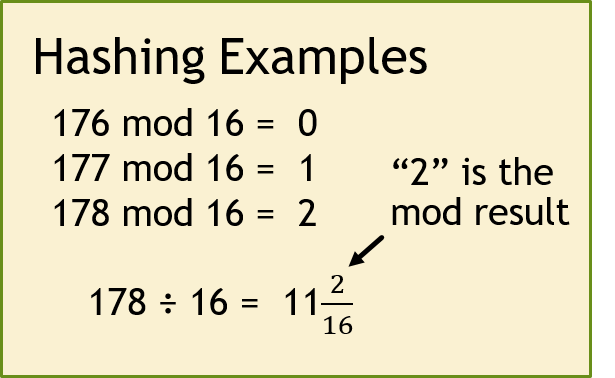 Hashing Examples
176 mod 16 = 0
177 mod 16 = 1
178 mod 16 = 2
“2” is the
mod result
178 ÷ 16 = 11 2/16